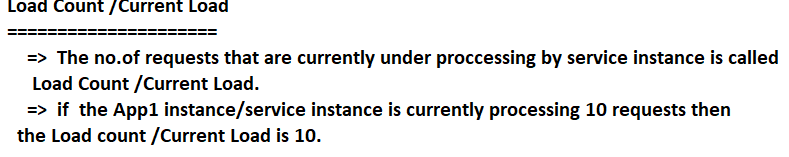 Load Count /Current Load
=====================
=> The no.of requests that are currently under proccessing by service instance is called
Load Count /Current Load.
=> if the App1 instance/service instance is currently processing 10 requests then
the Load count /Current Load is 10.